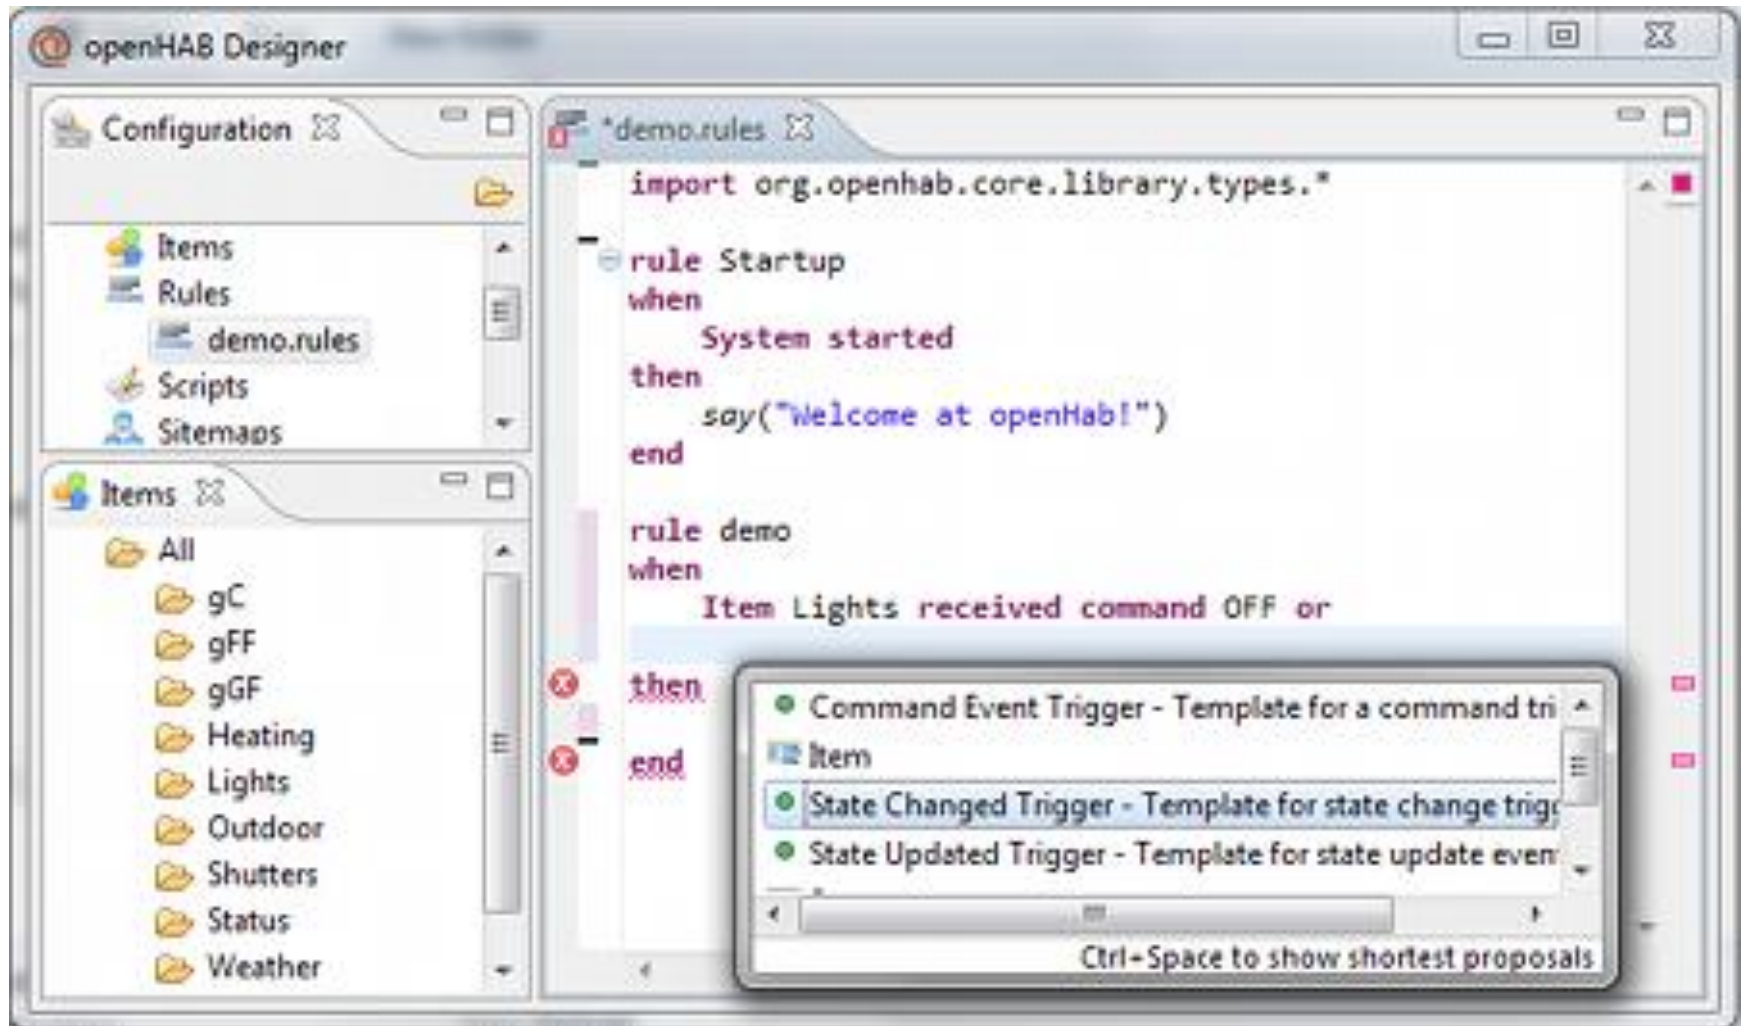 openHAB Designer
Configuration
Items
Rules
demo.rules
Scripts
Sitemaps
Items
All
gC
gFF
gGF
Heating
Lights
Outdoor
Shutters
Status
Weather
*demo.rules
import org.openhab.core.library.types.*
rule Startup
when
System started
then
say("Welcome at openHab!")
end
rule demo
when
Item Lights received command OFF or
then
end
Command Event Trigger - Template for a command tri
Item
State Changed Trigger - Template for state change trigg
State Updated Trigger - Template for state update even
Ctrl+Space to show shortest proposals